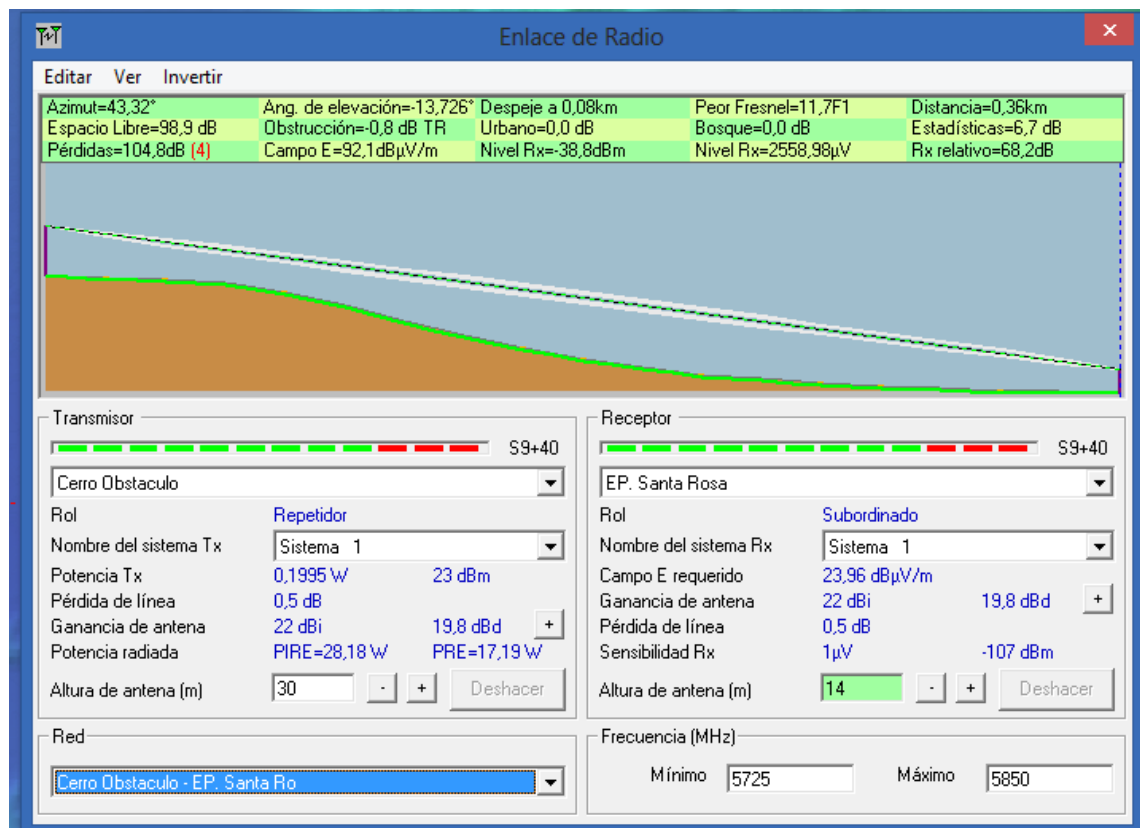 Enlace de Radio
Editar Ver Invertir
Azimut=43,32° Ang. de elevación=-13,726° Despeje a 0,08km Peor Fresnel=11,7F1 Distancia=0,36km
Espacio Libre=98,9 dB Obstrucción=-0,8 dB TR Urbano=0,0 dB Bosque=0,0 dB Estadísticas=6,7 dB
Pérdidas=104,8dB (4) Campo E=92,1dBµV/m Nivel Rx=-38,8dBm Nivel Rx=2558,98µV Rx relativo=68,2dB
Transmisor
S9+40
Cerro Obstaculo
Rol Repetidor
Nombre del sistema Tx Sistema 1
Potencia Tx 0,1995 W 23 dBm
Pérdida de línea 0,5 dB
Ganancia de antena 22 dBi 19,8 dBd +
Potencia radiada PIRE=28,18 W PRE=17,19 W
Altura de antena (m) 30 - + Deshacer
Receptor
S9+40
EP. Santa Rosa
Rol Subordinado
Nombre del sistema Rx Sistema 1
Campo E requerido 23,96 dBµV/m
Ganancia de antena 22 dBi 19,8 dBd +
Pérdida de línea 0,5 dB
Sensibilidad Rx 1µV -107 dBm
Altura de antena (m) 14 - + Deshacer
Red
Cerro Obstaculo - EP. Santa Ro
Frecuencia (MHz)
Mínimo 5725 Máximo 5850